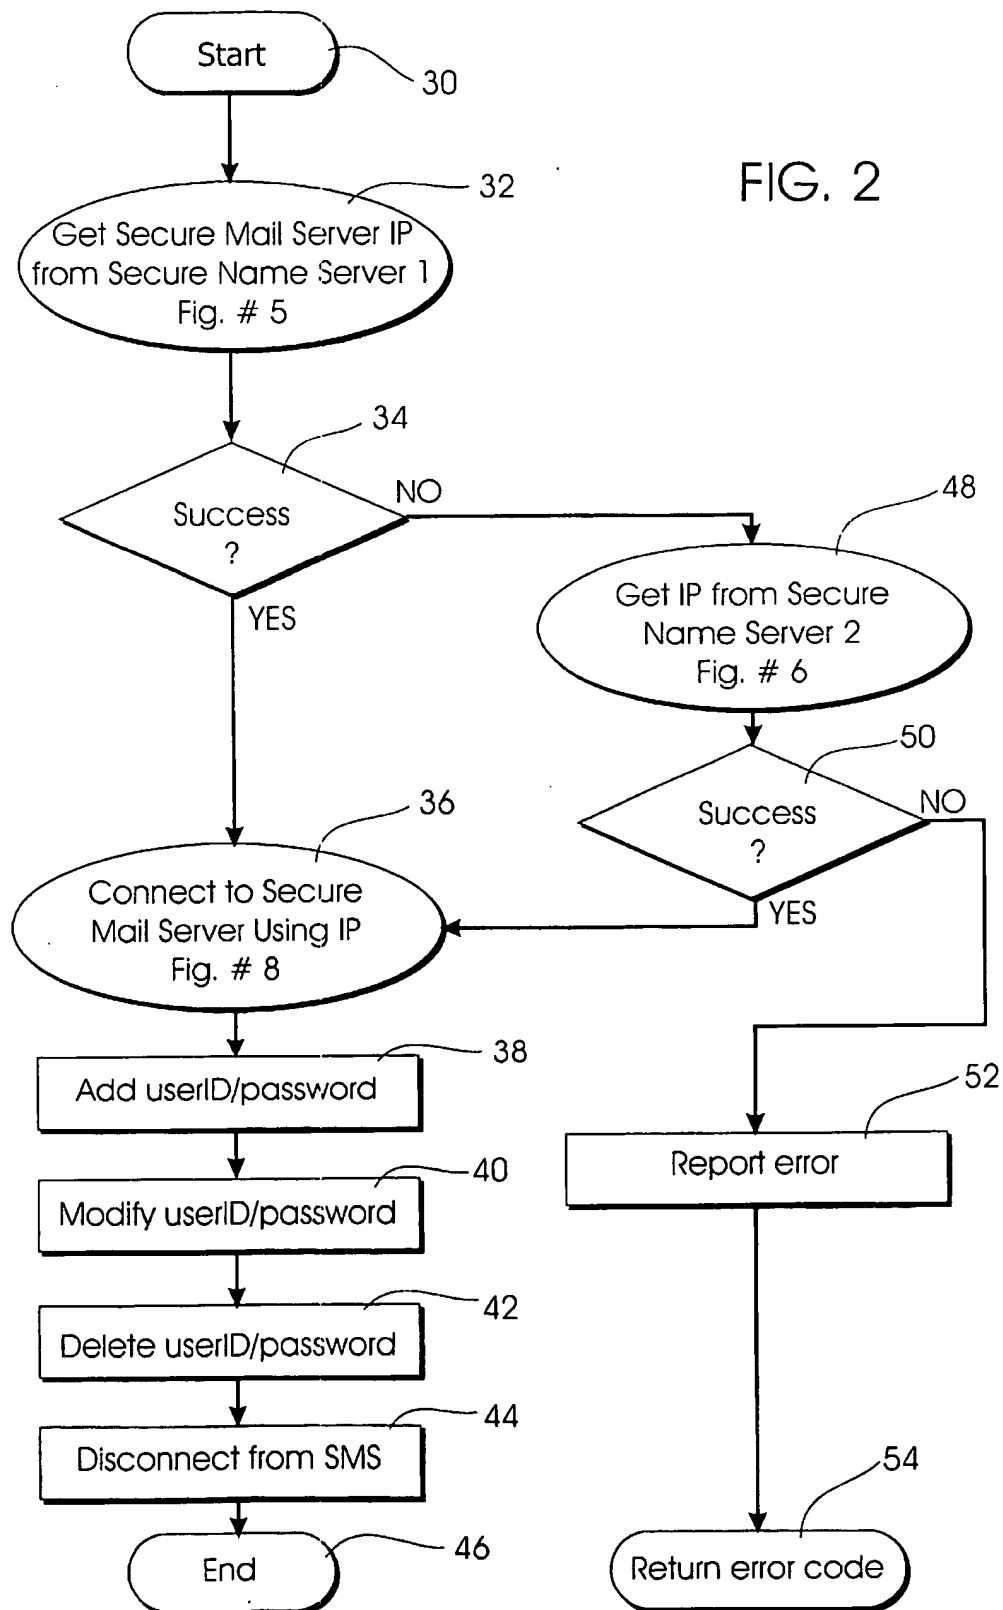 Start
30
FIG. 2
32
Get Secure Mail Server IP
from Secure Name Server 1
Fig. # 5
34
Success
?
NO
YES
48
Get IP from Secure
Name Server 2
Fig. # 6
50
Success
?
NO
YES
36
Connect to Secure
Mail Server Using IP
Fig. # 8
38
Add userID/password
40
Modify userID/password
42
Delete userID/password
44
Disconnect from SMS
46
End
52
Report error
54
Return error code